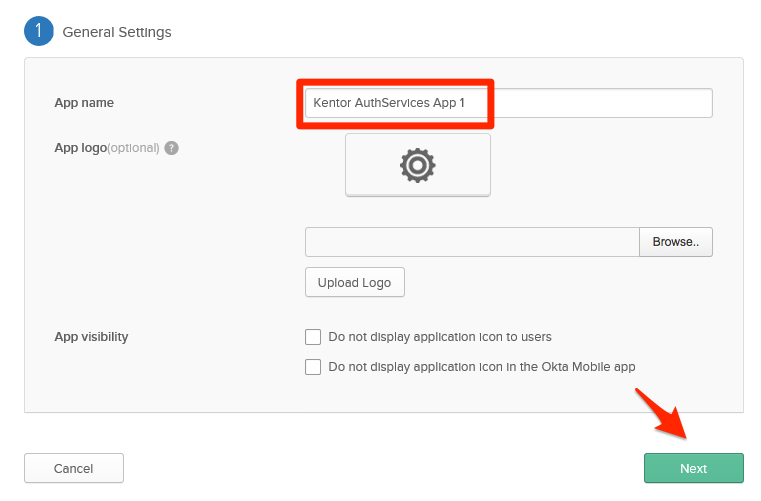 1 General Settings
App name
Kentor AuthServices App 1
App logo(optional) ?
Browse..
Upload Logo
App visibility
Do not display application icon to users
Do not display application icon in the Okta Mobile app
Cancel
Next